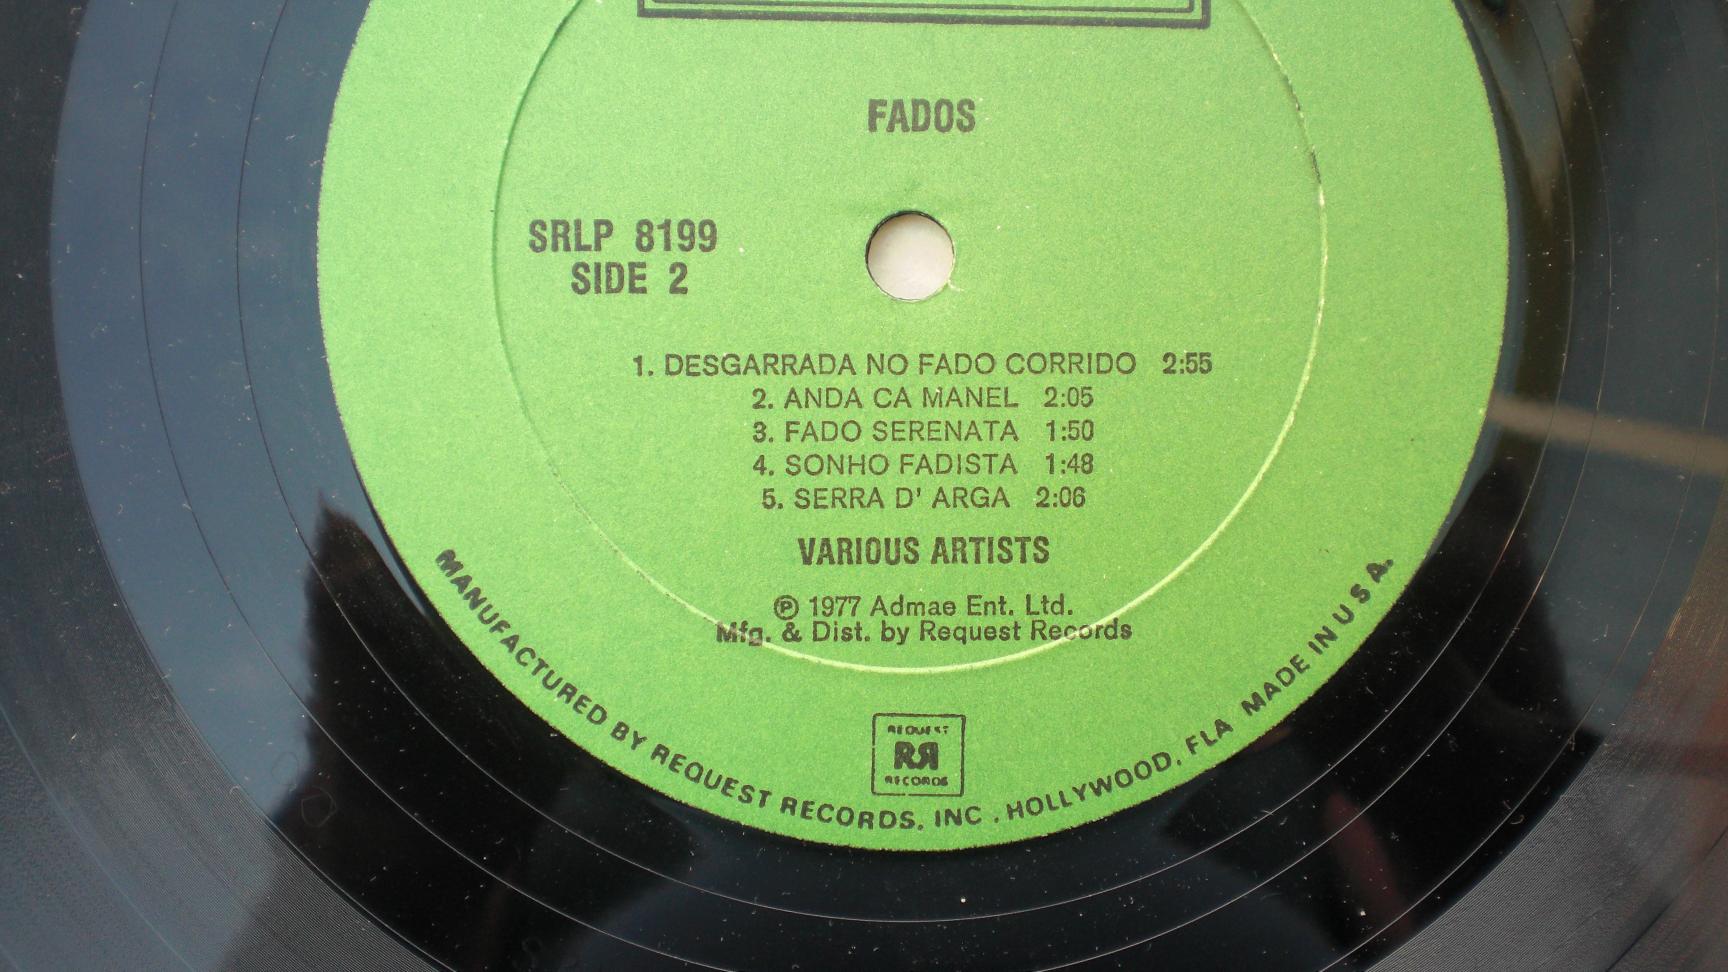 FADOS
SRLP 8199
SIDE 2
1. DESGARRADA NO FADO CORRIDO 2:55
2. ANDA CA MANEL 2:05
3. FADO SERENATA 1:50
4. SONHO FADISTA 1:48
5. SERRA D' ARGA 2:06
VARIOUS ARTISTS
℗ 1977 Admae Ent. Ltd.
Mfg. & Dist. by Request Records
REQUEST
RR
RECORDS
MANUFACTURED BY REQUEST RECORDS, INC . HOLLYWOOD, FLA MADE IN U S A.